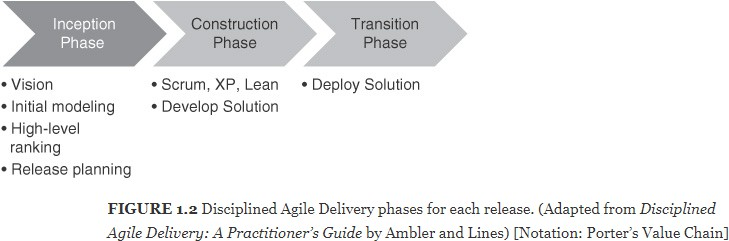 Inception
Phase
Construction
Phase
Transition
Phase
• Vision
• Initial modeling
• High-level
ranking
• Release planning
• Scrum, XP, Lean
• Develop Solution
• Deploy Solution
FIGURE 1.2 Disciplined Agile Delivery phases for each release. (Adapted from Disciplined
Agile Delivery: A Practitioner’s Guide by Ambler and Lines) [Notation: Porter’s Value Chain]